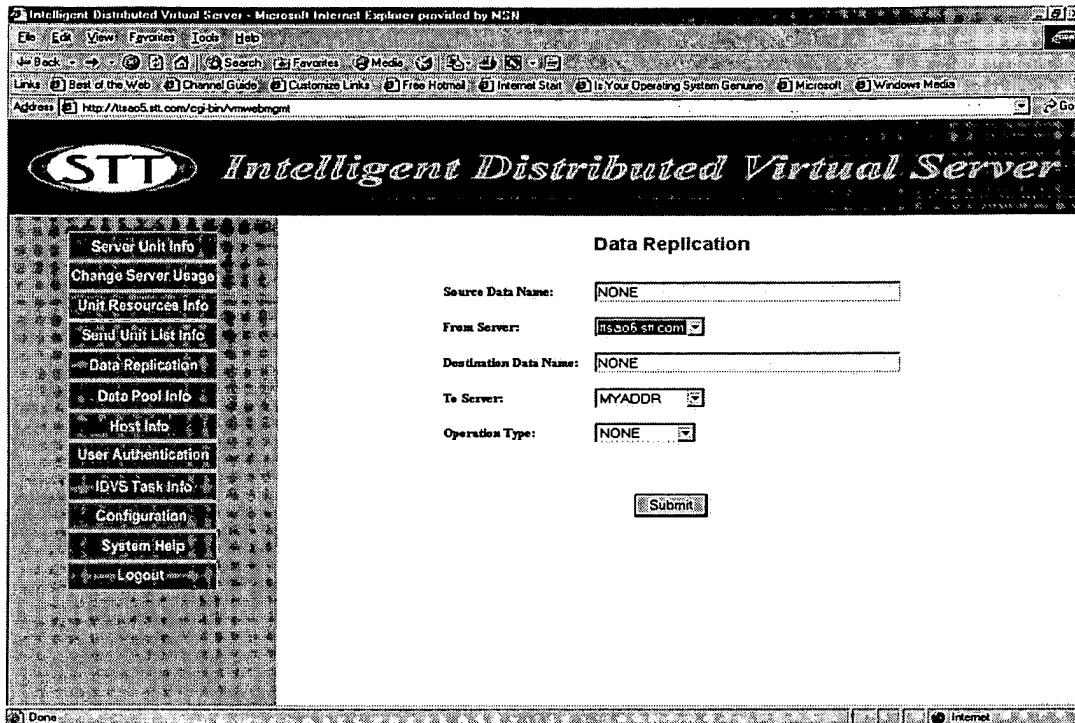 Intelligent Distributed Virtual Server - Microsoft Internet Explorer provided by MSN
File Edit View Favorites Tools Help
Back Search Favorites Media
Links Best of the Web Channel Guide Customize Links Free Hotmail Internet Start Is Your Operating System Genuine Microsoft Windows Media
Address http://tsao5.stt.com/cgi-bin/vmwebmgmt Go
STT Intelligent Distributed Virtual Server
Data Replication
Server Unit Info
Change Server Usage
Unit Resources Info
Send Unit List Info
Data Replication
Data Pool Info
Host Info
User Authentication
IDVS Task Info
Configuration
System Help
Logout
Source Data Name: NONE
From Server: tsao6.stt.com
Destination Data Name: NONE
To Server: MYADDR
Operation Type: NONE
Submit
Done Internet